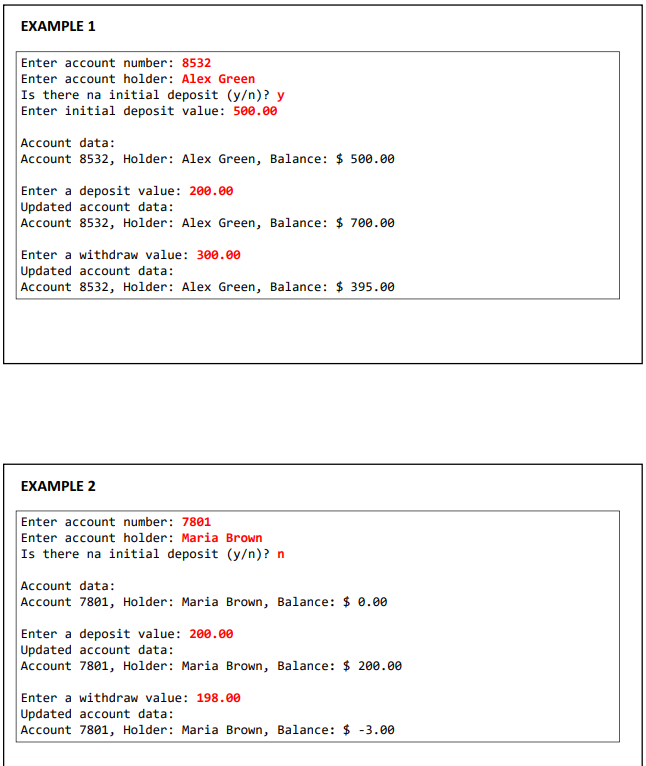 EXAMPLE 1
Enter account number: 8532
Enter account holder: Alex Green
Is there na initial deposit (y/n)? y
Enter initial deposit value: 500.00
Account data:
Account 8532, Holder: Alex Green, Balance: $ 500.00
Enter a deposit value: 200.00
Updated account data:
Account 8532, Holder: Alex Green, Balance: $ 700.00
Enter a withdraw value: 300.00
Updated account data:
Account 8532, Holder: Alex Green, Balance: $ 395.00
EXAMPLE 2
Enter account number: 7801
Enter account holder: Maria Brown
Is there na initial deposit (y/n)? n
Account data:
Account 7801, Holder: Maria Brown, Balance: $ 0.00
Enter a deposit value: 200.00
Updated account data:
Account 7801, Holder: Maria Brown, Balance: $ 200.00
Enter a withdraw value: 198.00
Updated account data:
Account 7801, Holder: Maria Brown, Balance: $ -3.00